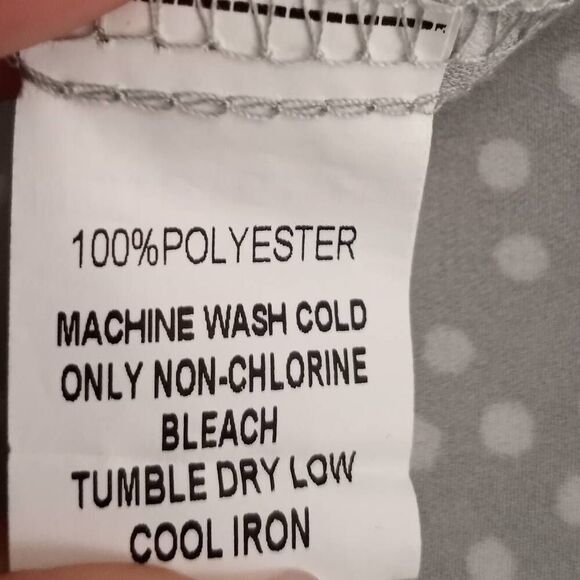 100%POLYESTER
MACHINE WASH COLD
ONLY NON-CHLORINE
BLEACH
TUMBLE DRY LOW
COOL IRON